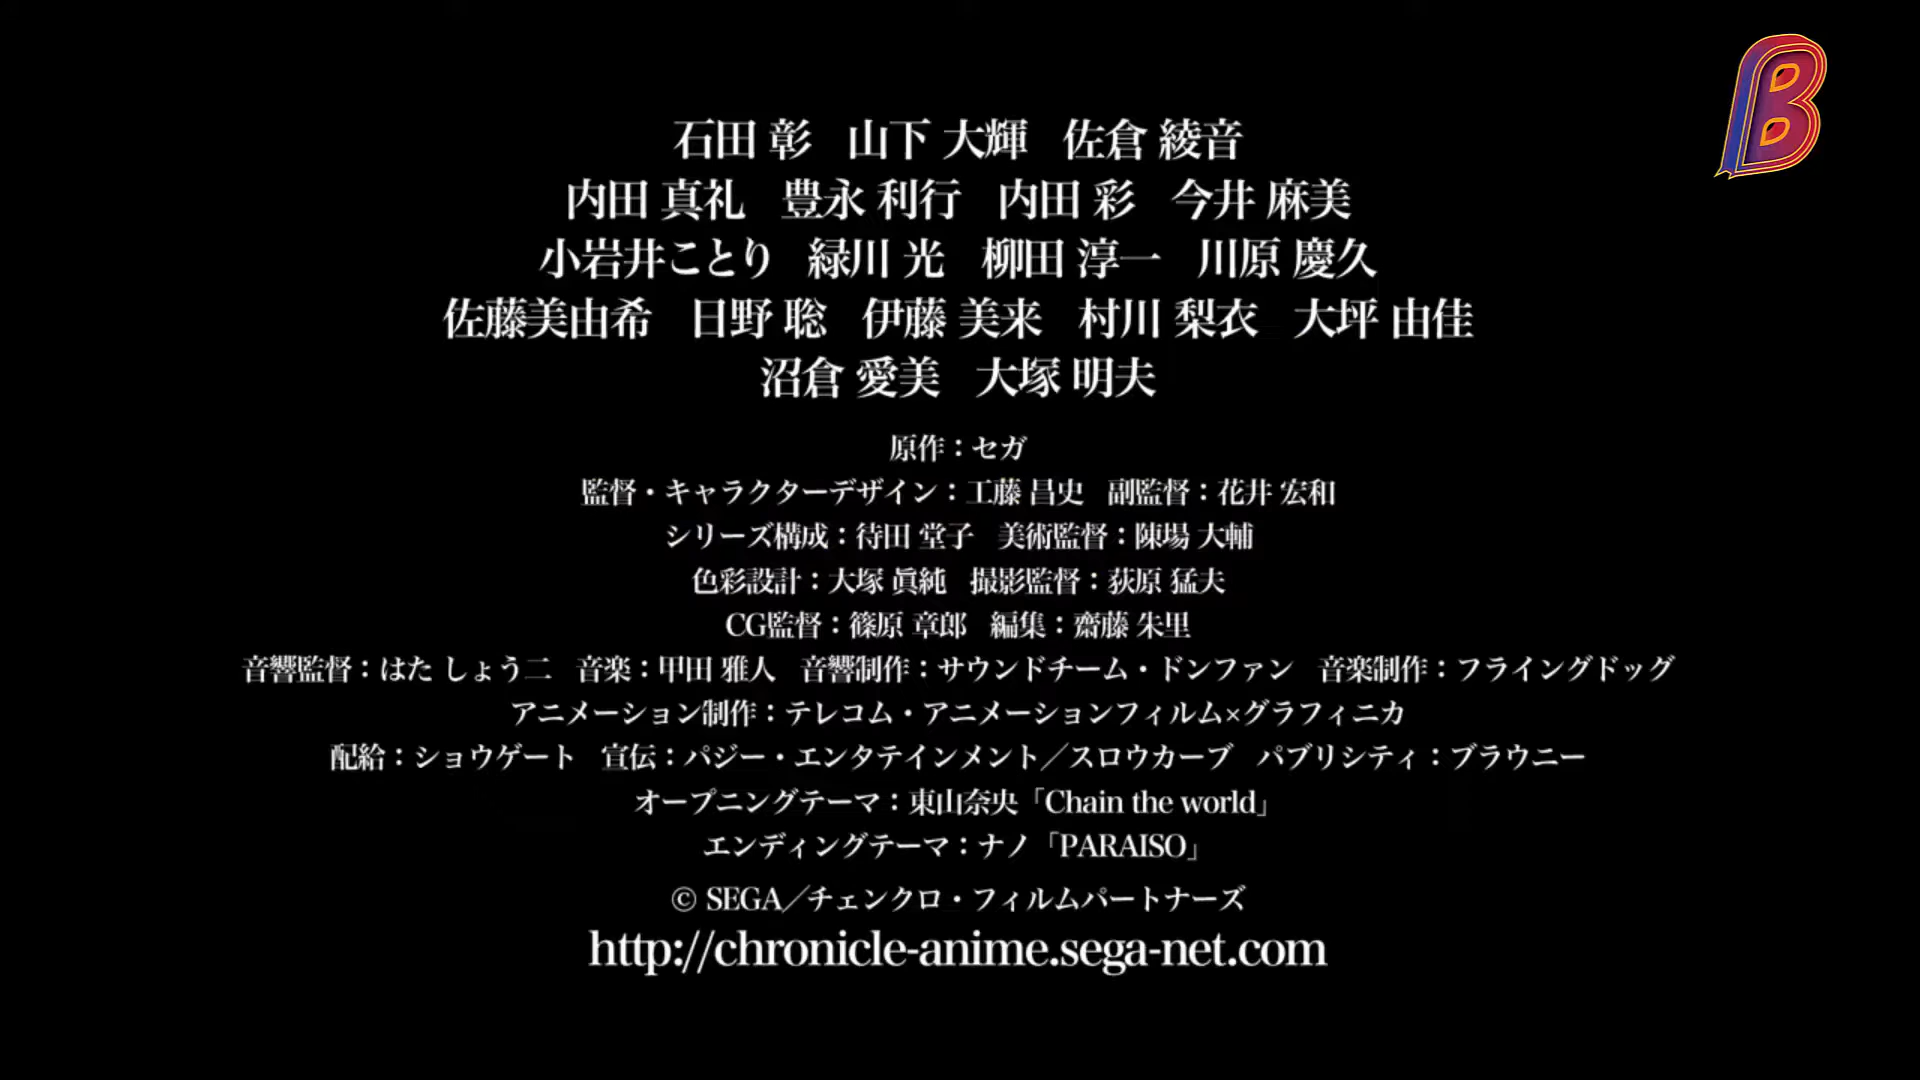 石田 彰 山下 大輝 佐倉 綾音
内田 真礼 豊永 利行 内田 彩 今井 麻美
小岩井ことり 緑川 光 柳田 淳一 川原 慶久
佐藤美由希 日野 聡 伊藤 美来 村川 梨衣 大坪 由佳
沼倉 愛美 大塚 明夫
原作：セガ
監督・キャラクターデザイン：工藤 昌史 副監督：花井 宏和
シリーズ構成：待田 堂子 美術監督：陳場 大輔
色彩設計：大塚 眞純 撮影監督：荻原 猛夫
CG監督：篠原 章郎 編集：齋藤 朱里
音響監督：はた しょう二 音楽：甲田 雅人 音響制作：サウンドチーム・ドンファン 音楽制作：フライングドッグ
アニメーション制作：テレコム・アニメーションフィルム×グラフィニカ
配給：ショウゲート 宣伝：パジー・エンタテインメント／スロウカーブ パブリシティ：ブラウニー
オープニングテーマ：東山奈央「Chain the world」
エンディングテーマ：ナノ「PARAISO」
© SEGA／チェンクロ・フィルムパートナーズ
http://chronicle-anime.sega-net.com
B